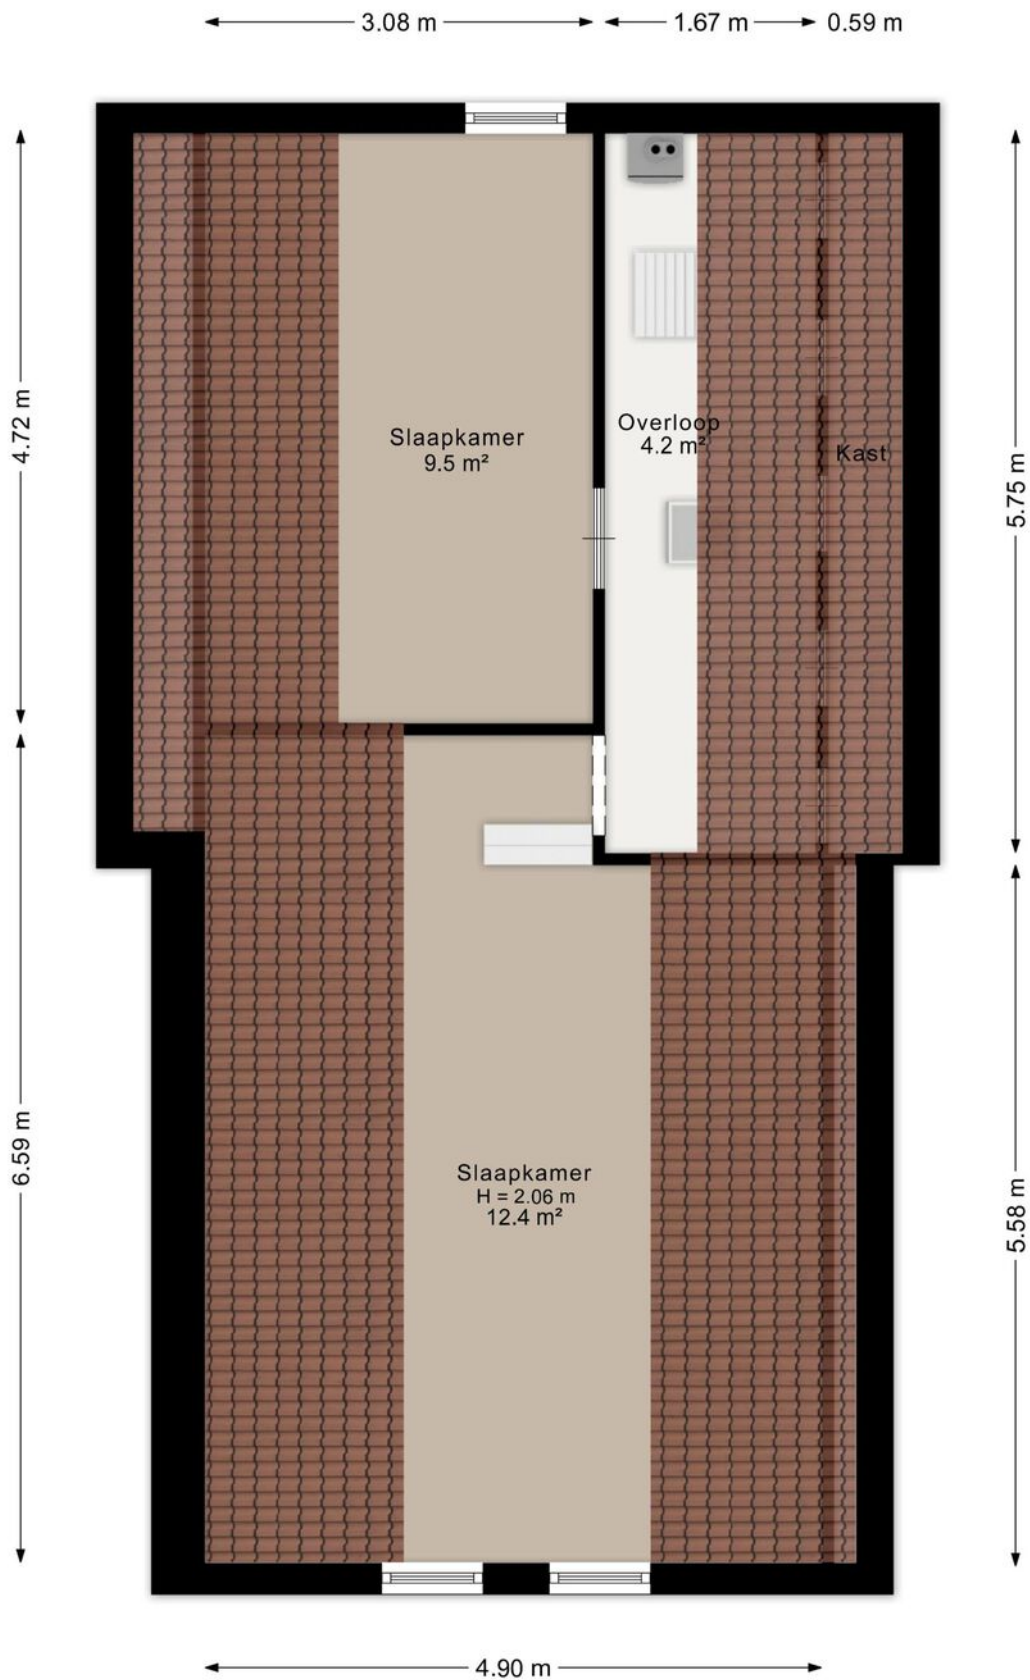 3.08 m
1.67 m
0.59 m
4.72 m
5.75 m
Overloop
4.2 m²
Slaapkamer
9.5 m²
Kast
6.59 m
5.58 m
Slaapkamer
H = 2.06 m
12.4 m²
4.90 m